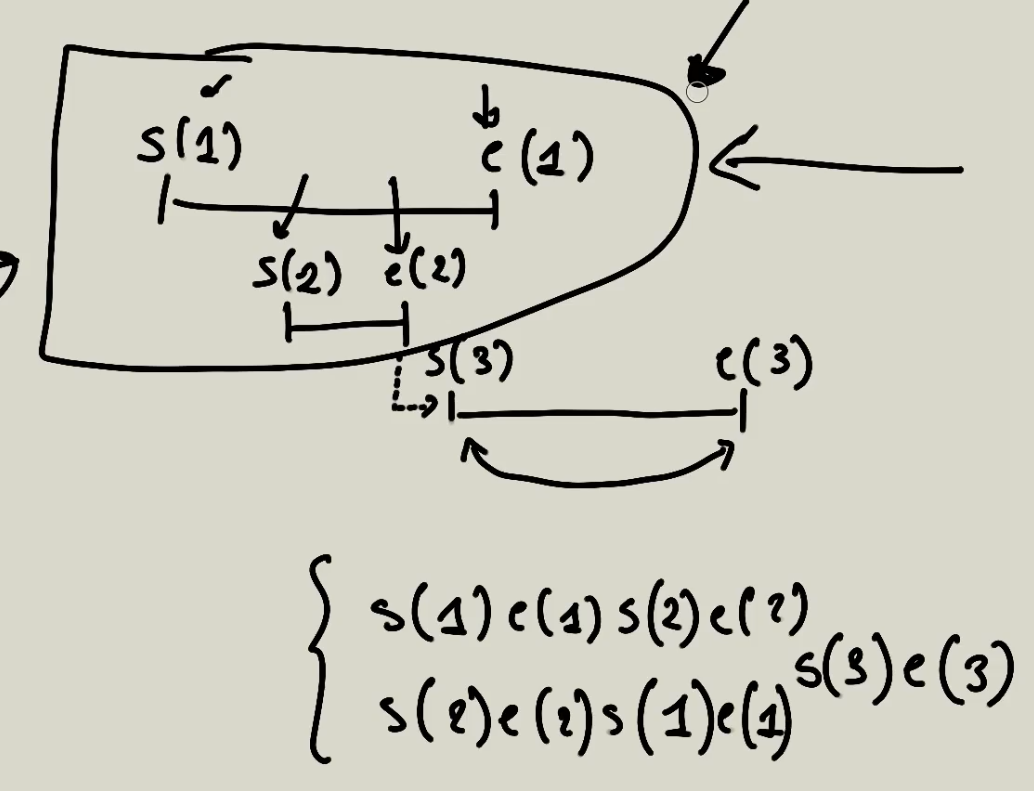 s(1)
e(1)
s(2) e(2)
s(3) e(3)
s(1) e(1) s(2) e(2)
s(3) e(3)
s(2) e(2) s(1) e(1)